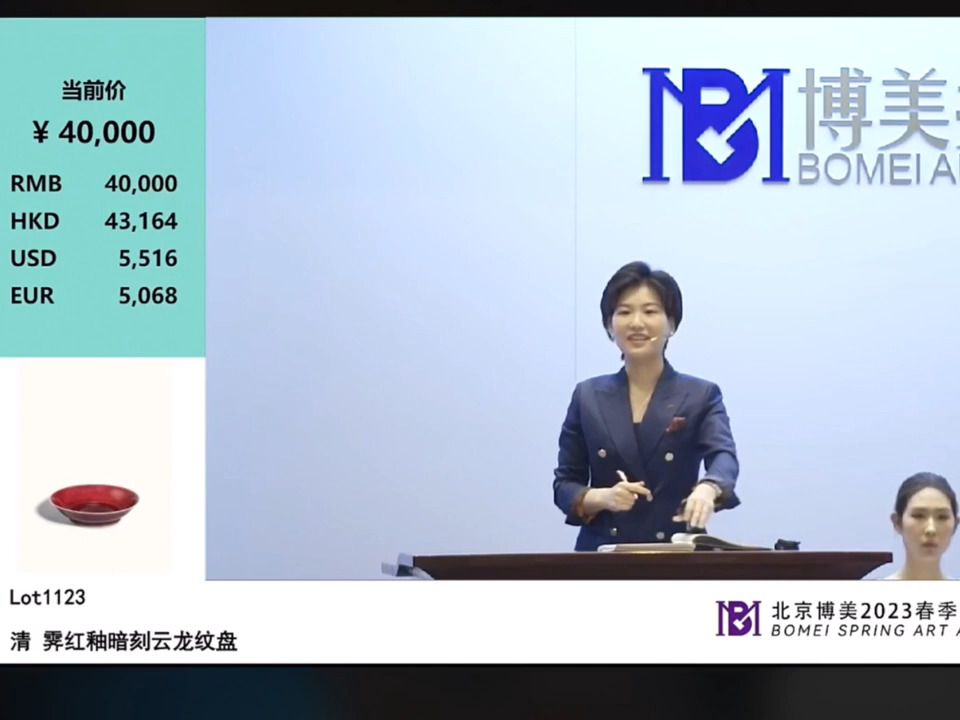 当前价
¥ 40,000
RMB 40,000
HKD 43,164
USD 5,516
EUR 5,068
博美
BOMEI
Lot1123
清 霁红釉暗刻云龙纹盘
北京博美2023春季
BOMEI SPRING ART